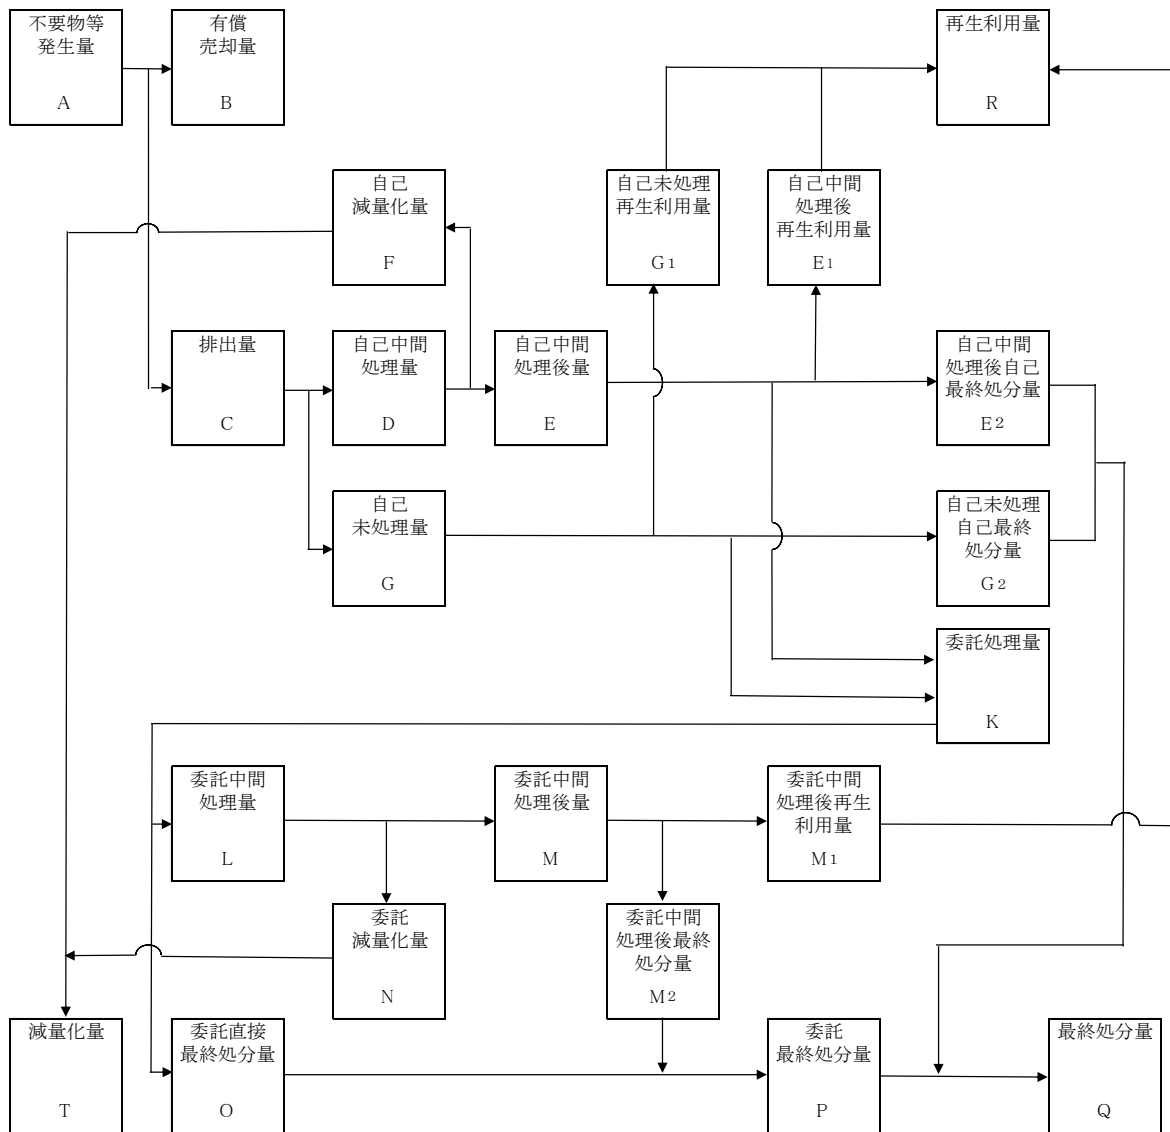 不要物等
発生量
A
有償
売却量
B
再生利用量
R
自己
減量化量
F
自己未処理
再生利用量
G1
自己中間
処理後
再生利用量
E1
排出量
C
自己中間
処理量
D
自己中間
処理後量
E
自己中間
処理後自己
最終処分量
E2
自己
未処理量
G
自己未処理
自己最終
処分量
G2
委託処理量
K
委託中間
処理量
L
委託中間
処理後量
M
委託中間
処理後再生
利用量
M1
委託
減量化量
N
委託中間
処理後最終
処分量
M2
減量化量
T
委託直接
最終処分量
O
委託
最終処分量
P
最終処分量
Q